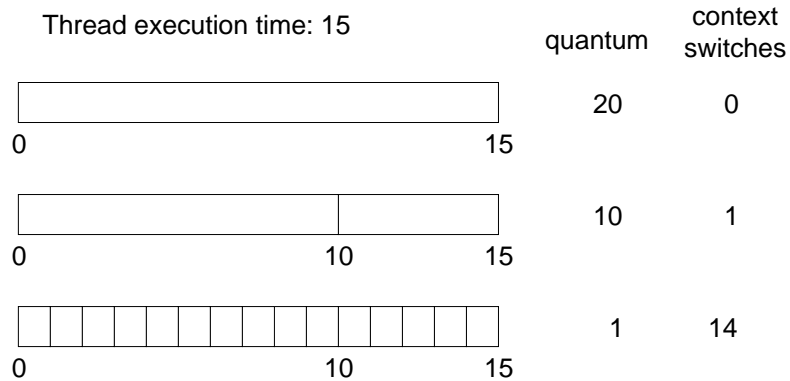 Thread execution time: 15
quantum
context
switches
20 0
0 15
10 1
0 10 15
1 14
0 10 15